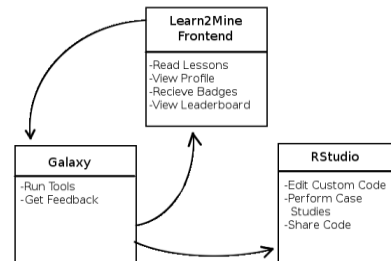 Learn2Mine
Frontend
-Read Lessons
-View Profile
-Recieve Badges
-View Leaderboard
Galaxy
-Run Tools
-Get Feedback
RStudio
-Edit Custom Code
-Perform Case
Studies
-Share Code